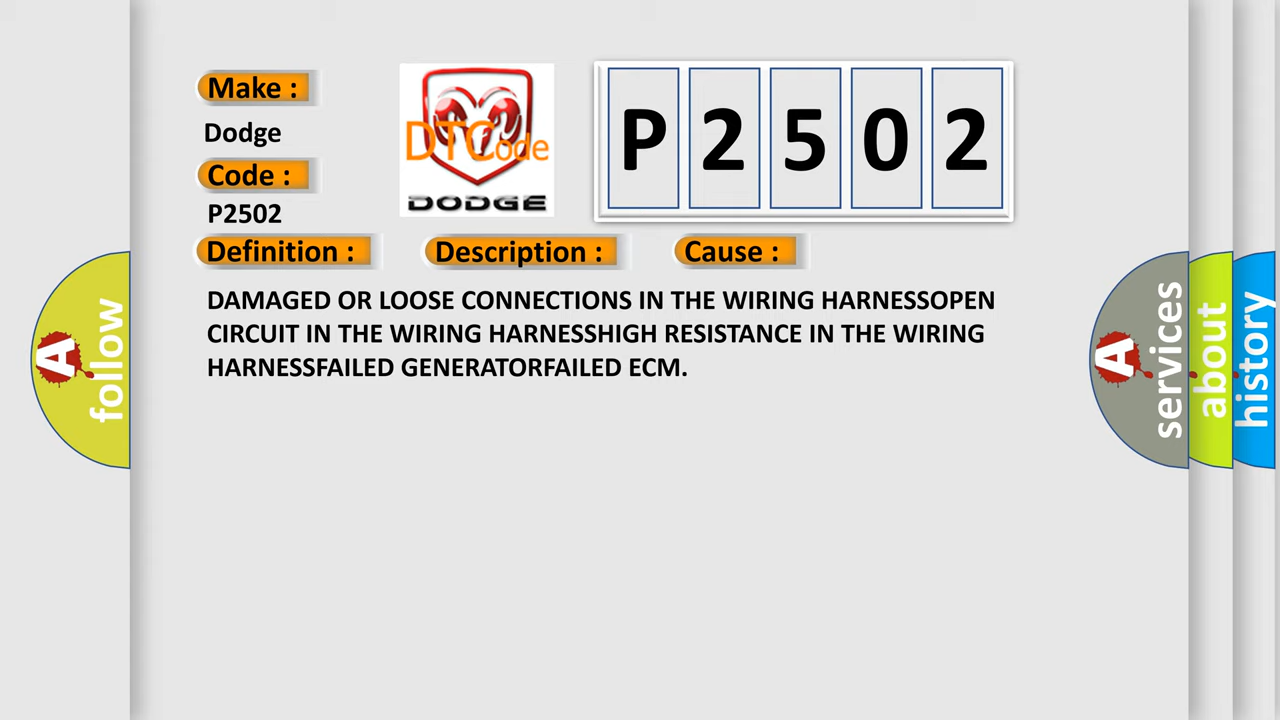 Make :
Dodge
Code :
P2502
DTCode
DODGE
P 2 5 0 2
Definition :
Description :
Cause :
DAMAGED OR LOOSE CONNECTIONS IN THE WIRING HARNESSOPEN
CIRCUIT IN THE WIRING HARNESSHIGH RESISTANCE IN THE WIRING
HARNESSFAILED GENERATORFAILED ECM.
A follow
A services
about
history